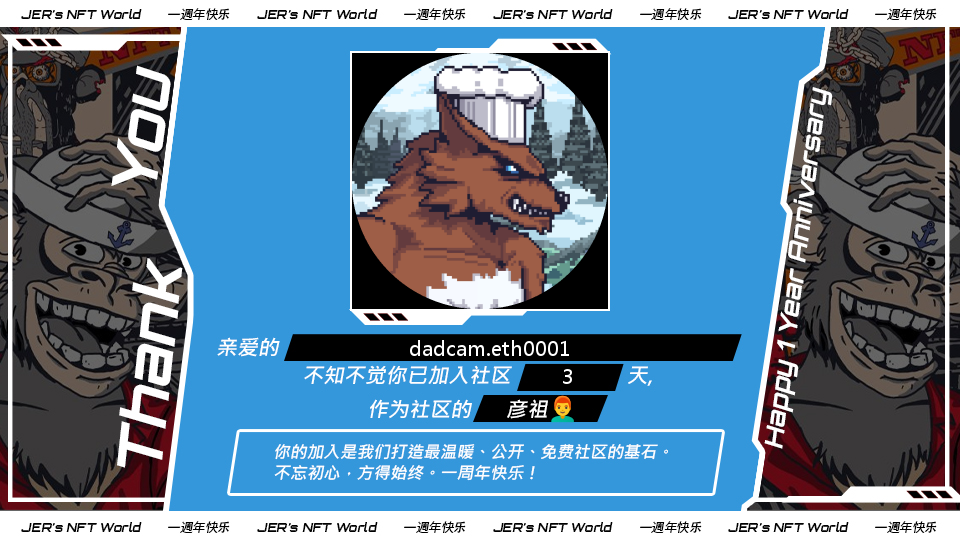 JER's NFT World 一週年快乐 JER's NFT World 一週年快乐 JER's NFT World 一週年快乐 JER's NFT World 一週年快乐
Thank You
亲爱的 dadcam.eth0001
不知不觉你已加入社区 3 天,
作为社区的 彦祖👨‍🦰
你的加入是我们打造最温暖、公开、免费社区的基石。
不忘初心，方得始终。一周年快乐！
Happy 1 Year Anniversary
JER's NFT World 一週年快乐 JER's NFT World 一週年快乐 JER's NFT World 一週年快乐 JER's NFT World 一週年快乐